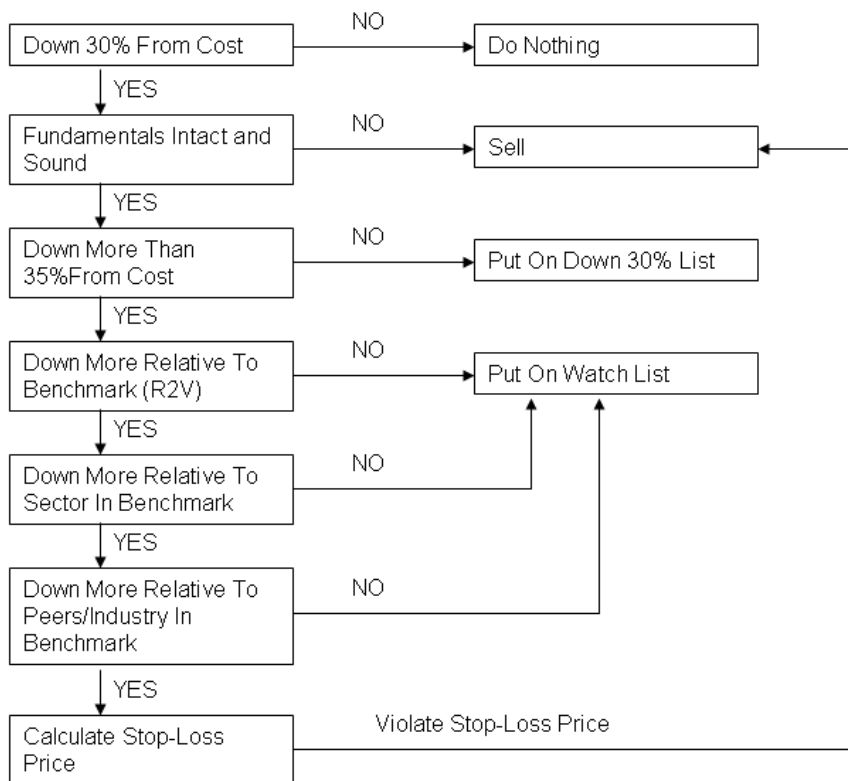 Down 30% From Cost
NO
Do Nothing
YES
Fundamentals Intact and
Sound
NO
Sell
YES
Down More Than
35%From Cost
NO
Put On Down 30% List
YES
Down More Relative To
Benchmark (R2V)
NO
Put On Watch List
YES
Down More Relative To
Sector In Benchmark
NO
YES
Down More Relative To
Peers/Industry In
Benchmark
NO
YES
Calculate Stop-Loss
Price
Violate Stop-Loss Price